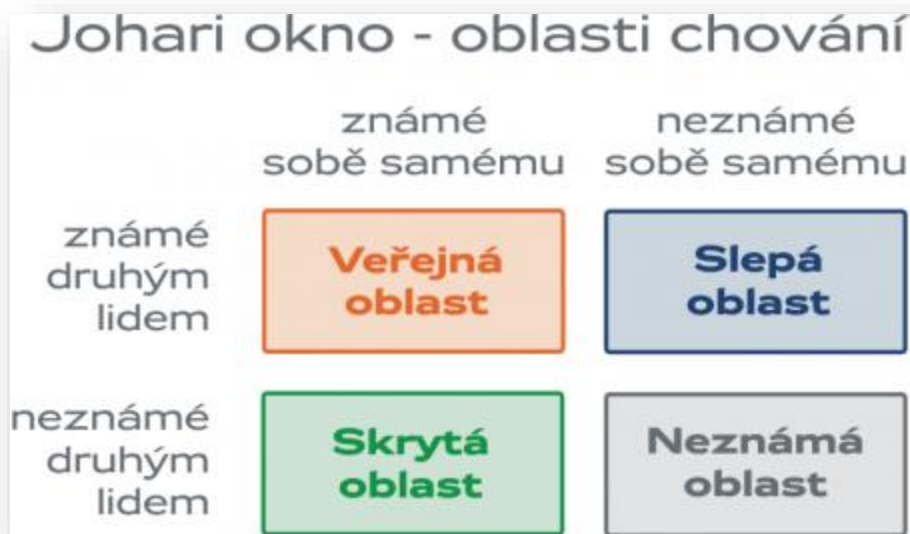 Johari okno - oblasti chování
známé
sobě samému
neznámé
sobě samému
známé
druhým
lidem
Veřejná
oblast
Slepá
oblast
neznámé
druhým
lidem
Skrytá
oblast
Neznámá
oblast